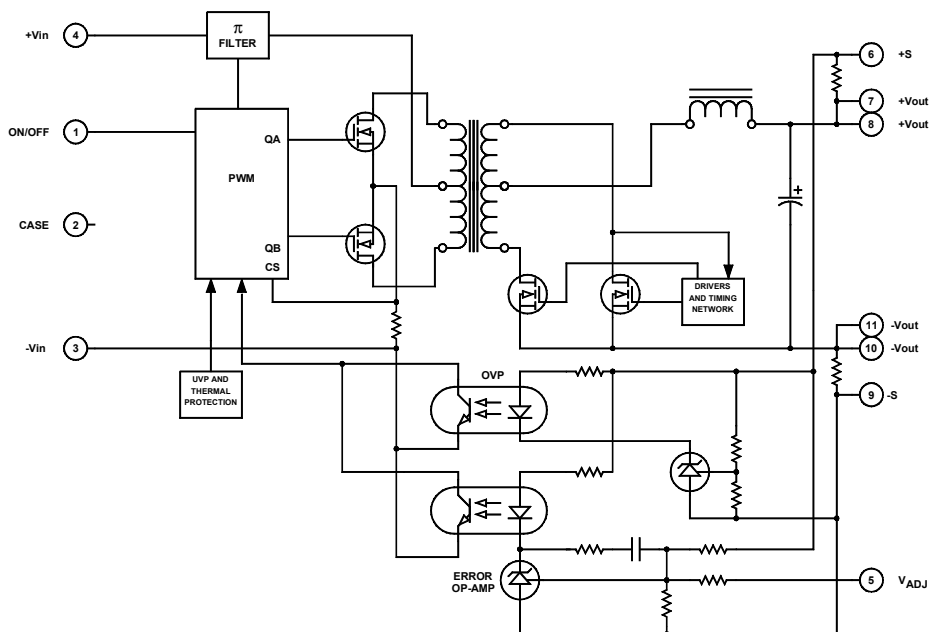 π
FILTER
+Vin
4
6
+S
7
+Vout
8
+Vout
ON/OFF
1
QA
PWM
CASE
2
QB
CS
DRIVERS
AND TIMING
NETWORK
11
-Vout
-Vin
3
10
-Vout
UVP AND
THERMAL
PROTECTION
OVP
9
-S
ERROR
OP-AMP
5
VADJ
+